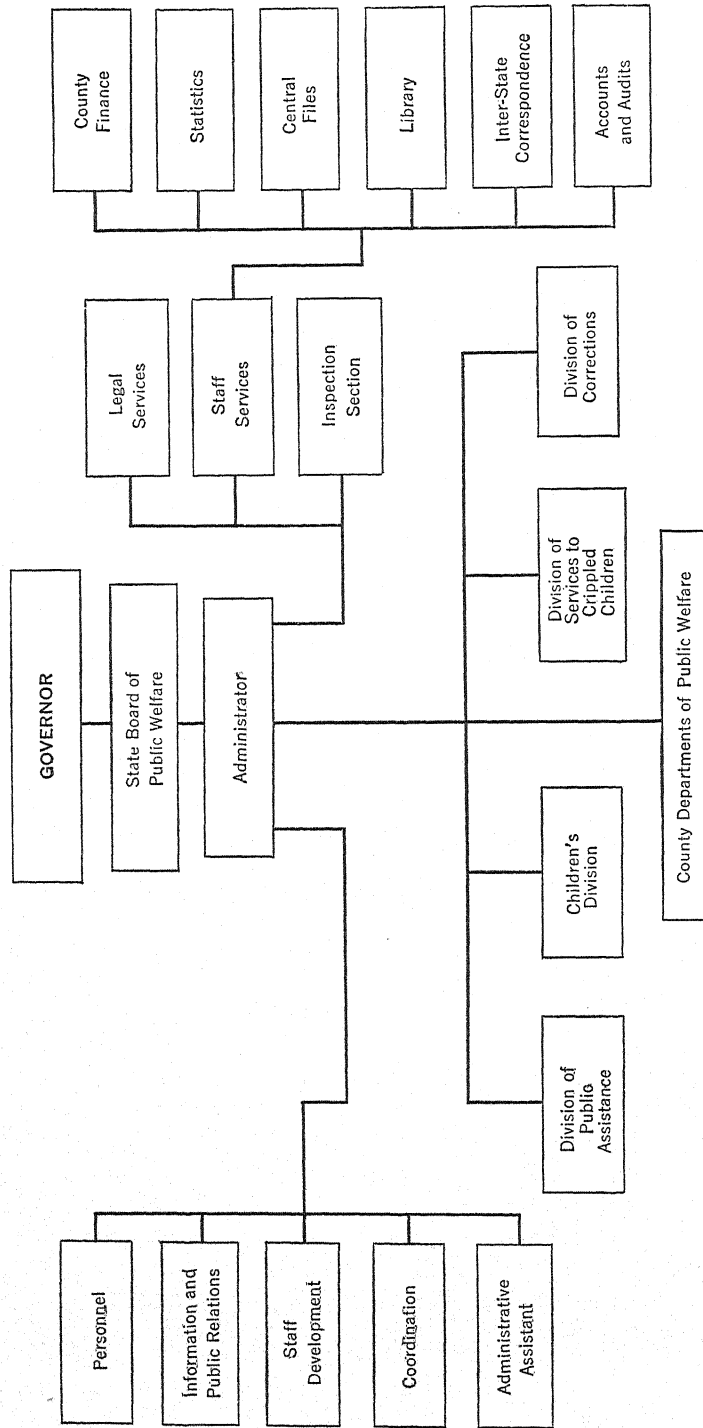 GOVERNOR
State Board of
Public Welfare
Administrator
Personnel
Information and
Public Relations
Staff
Development
Coordination
Administrative
Assistant
Legal
Services
Staff
Services
Inspection
Section
County
Finance
Statistics
Central
Files
Library
Inter-State
Correspondence
Accounts
and Audits
Division of
Public
Assistance
Children's
Division
Division of
Services to
Crippled
Children
Division of
Corrections
County Departments of Public Welfare